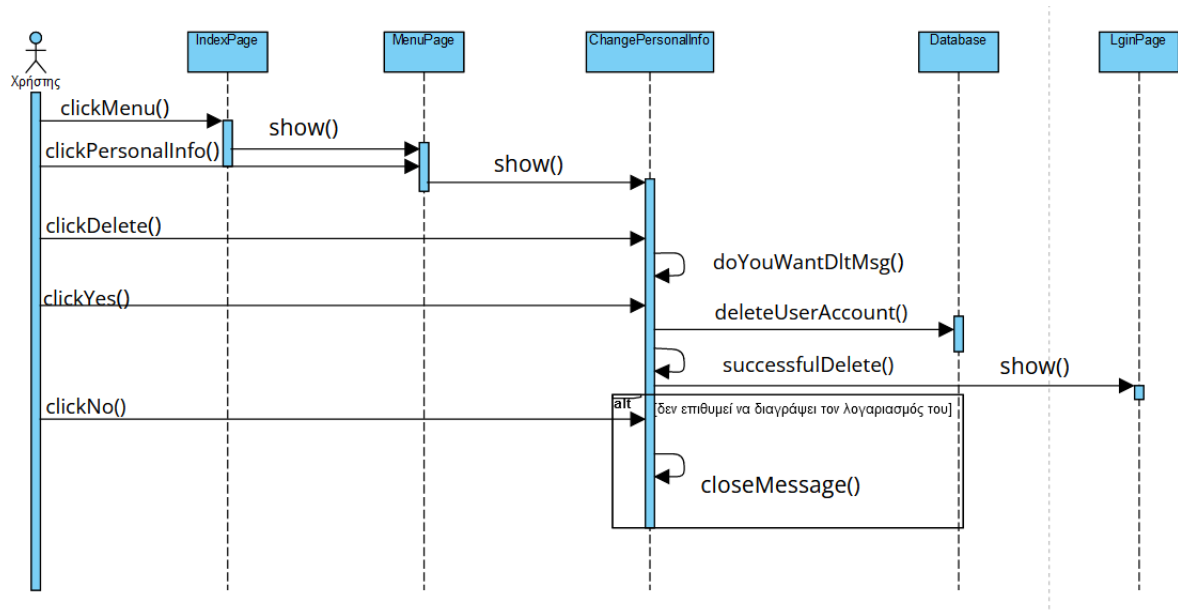 IndexPage
MenuPage
ChangePersonalInfo
Database
LginPage
Χρήστης
clickMenu()
show()
clickPersonalInfo()
show()
clickDelete()
doYouWantDltMsg()
clickYes()
deleteUserAccount()
successfulDelete()
show()
clickNo()
alt
[δεν επιθυμεί να διαγράψει τον λογαριασμός του]
closeMessage()